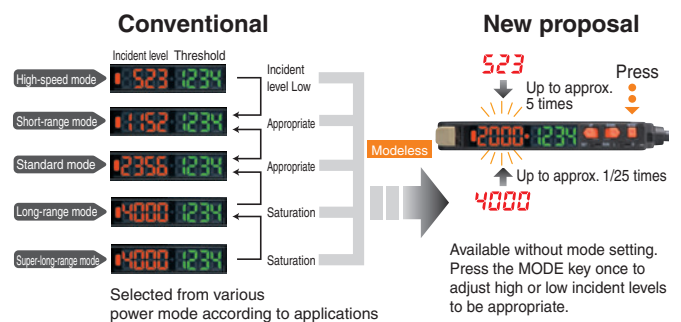 Conventional
New proposal
Incident level Threshold
High-speed mode
523 1234
Incident
level Low
Short-range mode
1152 1234
Appropriate
Standard mode
2356 1234
Appropriate
Long-range mode
4000 1234
Saturation
Super-long-range mode
4000 1234
Saturation
Selected from various
power mode according to applications
Modeless
523
Up to approx.
5 times
Press
2000 1234
Up to approx. 1/25 times
4000
Available without mode setting.
Press the MODE key once to
adjust high or low incident levels
to be appropriate.